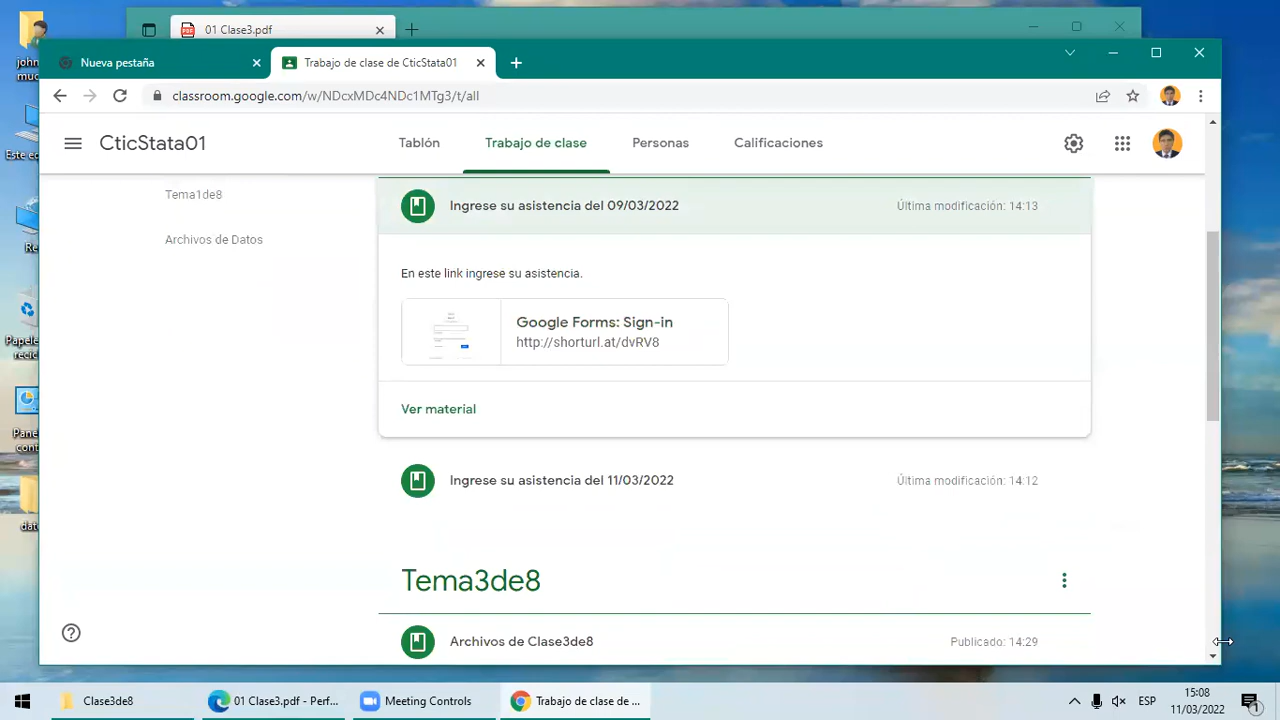 01 Clase3.pdf
Nueva pestaña
Trabajo de clase de CticStata01
classroom.google.com/w/NDcxMDc4NDc1MTg3/t/all
CticStata01
Tablón
Trabajo de clase
Personas
Calificaciones
Tema1de8
Archivos de Datos
Ingrese su asistencia del 09/03/2022
Última modificación: 14:13
En este link ingrese su asistencia.
Google Forms: Sign-in
http://shorturl.at/dvRV8
Ver material
Ingrese su asistencia del 11/03/2022
Última modificación: 14:12
Tema3de8
Archivos de Clase3de8
Publicado: 14:29
Clase3de8
01 Clase3.pdf - Perf...
Meeting Controls
Trabajo de clase de ...
ESP
15:08
11/03/2022